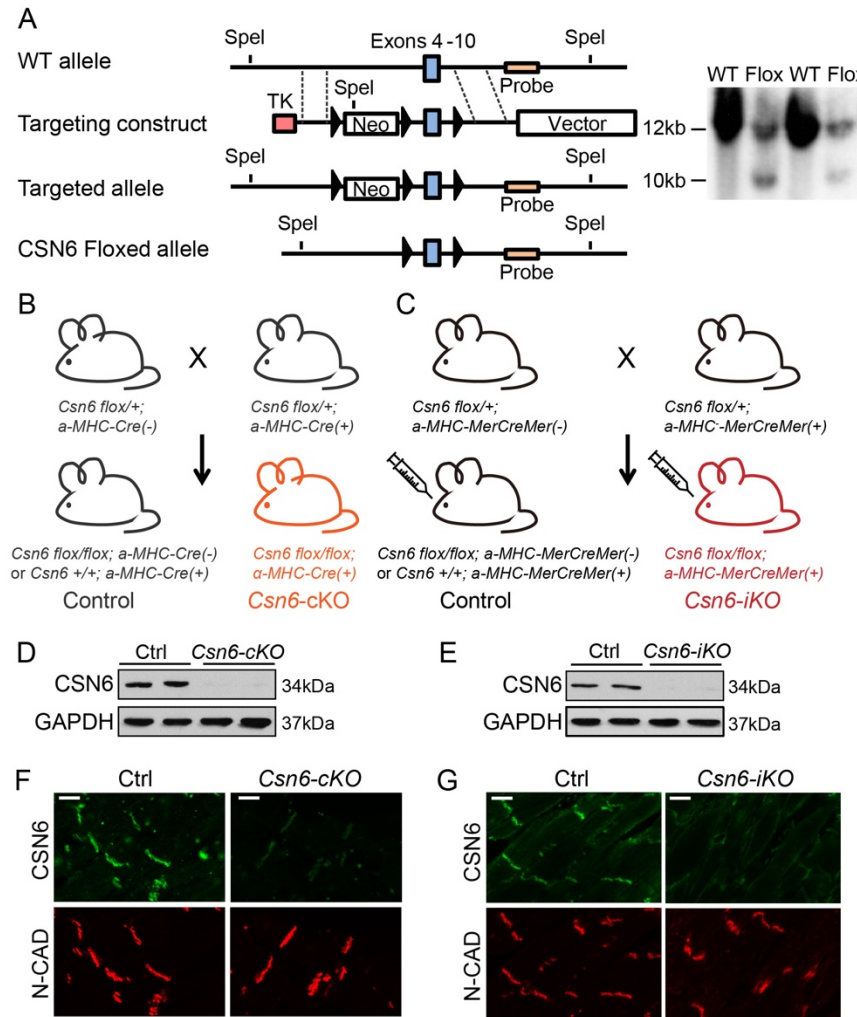 A
WT allele
SpeI
Exons 4 -10
SpeI
Probe
Targeting construct
TK
SpeI
Neo
Vector
Targeted allele
SpeI
Neo
SpeI
Probe
CSN6 Floxed allele
SpeI
SpeI
Probe
WT Flox WT Flox
12kb
10kb
B
X
Csn6 flox/+;
a-MHC-Cre(-)
Csn6 flox/+;
a-MHC-Cre(+)
Csn6 flox/flox; a-MHC-Cre(-)
or Csn6 +/+; a-MHC-Cre(+)
Control
Csn6 flox/flox;
α-MHC-Cre(+)
Csn6-cKO
C
X
Csn6 flox/+;
a-MHC-MerCreMer(-)
Csn6 flox/+;
a-MHC-MerCreMer(+)
Csn6 flox/flox; a-MHC-MerCreMer(-)
or Csn6 +/+; a-MHC-MerCreMer(+)
Control
Csn6 flox/flox;
a-MHC-MerCreMer(+)
Csn6-iKO
D
Ctrl Csn6-cKO
CSN6 34kDa
GAPDH 37kDa
E
Ctrl Csn6-iKO
CSN6 34kDa
GAPDH 37kDa
F
Ctrl Csn6-cKO
CSN6
N-CAD
G
Ctrl Csn6-iKO
CSN6
N-CAD